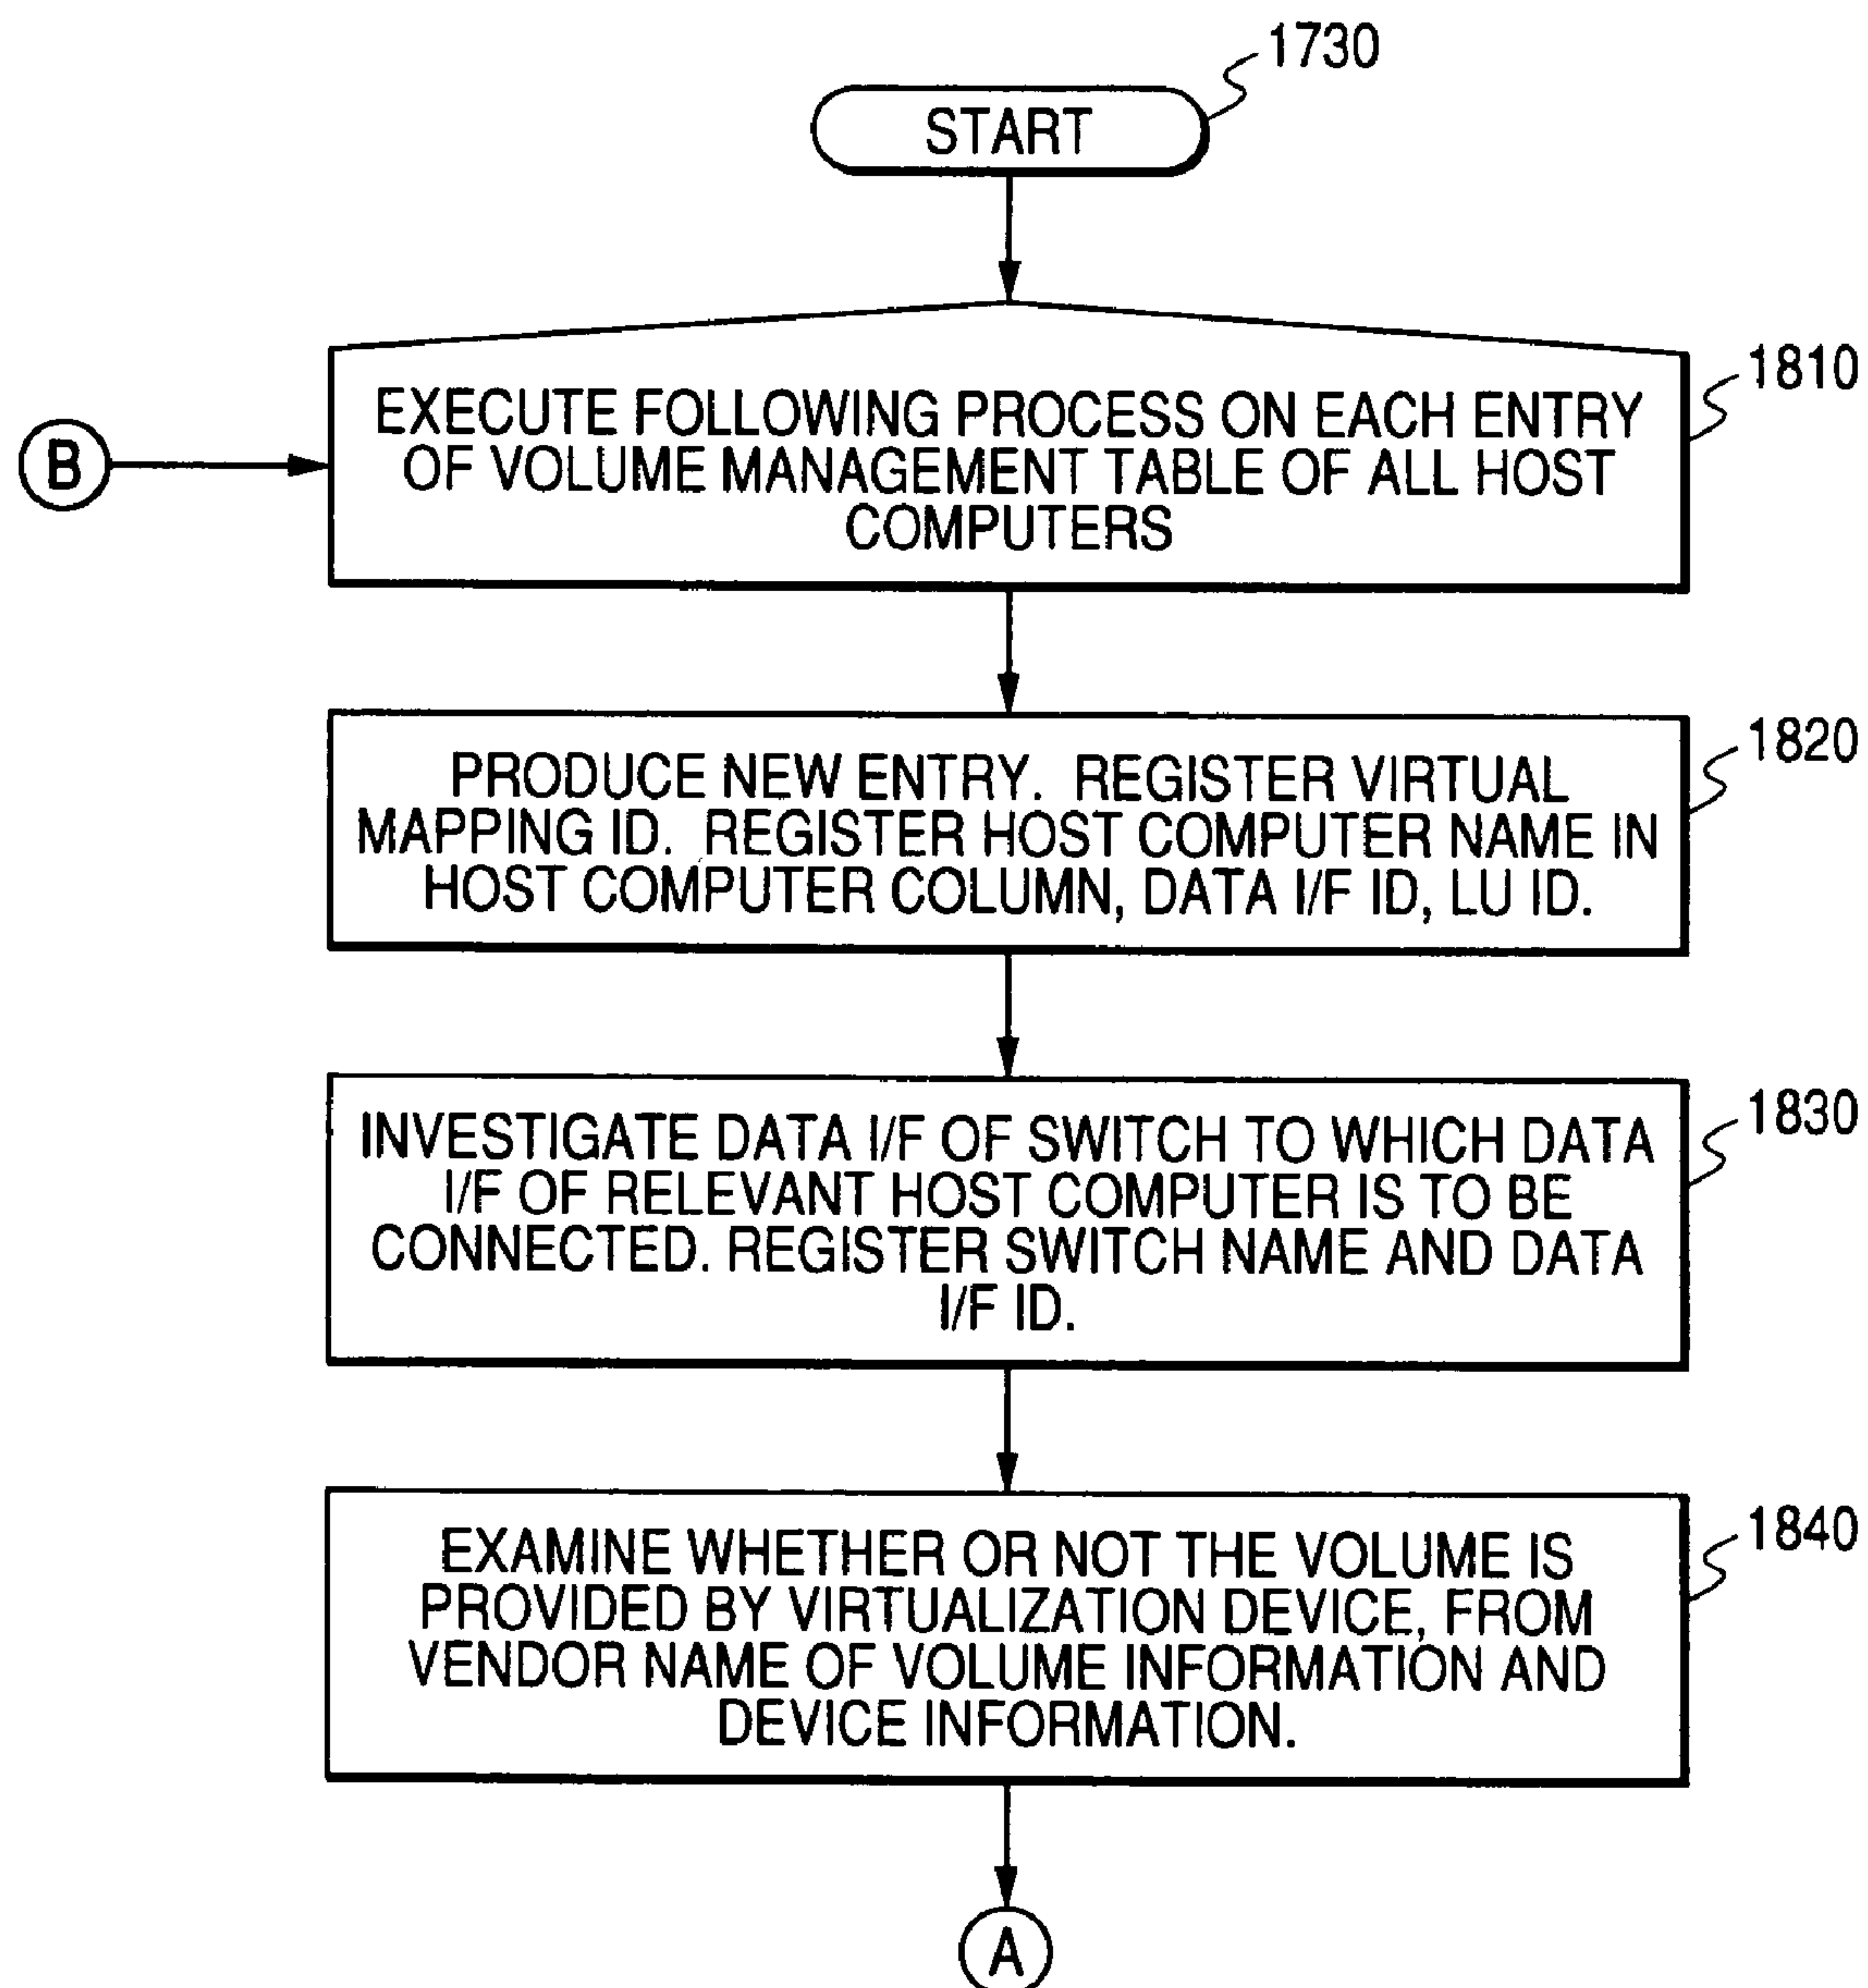 1730
START
1810
EXECUTE FOLLOWING PROCESS ON EACH ENTRY
OF VOLUME MANAGEMENT TABLE OF ALL HOST
COMPUTERS
B
1820
PRODUCE NEW ENTRY. REGISTER VIRTUAL
MAPPING ID. REGISTER HOST COMPUTER NAME IN
HOST COMPUTER COLUMN, DATA I/F ID, LU ID.
1830
INVESTIGATE DATA I/F OF SWITCH TO WHICH DATA
I/F OF RELEVANT HOST COMPUTER IS TO BE
CONNECTED. REGISTER SWITCH NAME AND DATA
I/F ID.
1840
EXAMINE WHETHER OR NOT THE VOLUME IS
PROVIDED BY VIRTUALIZATION DEVICE, FROM
VENDOR NAME OF VOLUME INFORMATION AND
DEVICE INFORMATION.
A